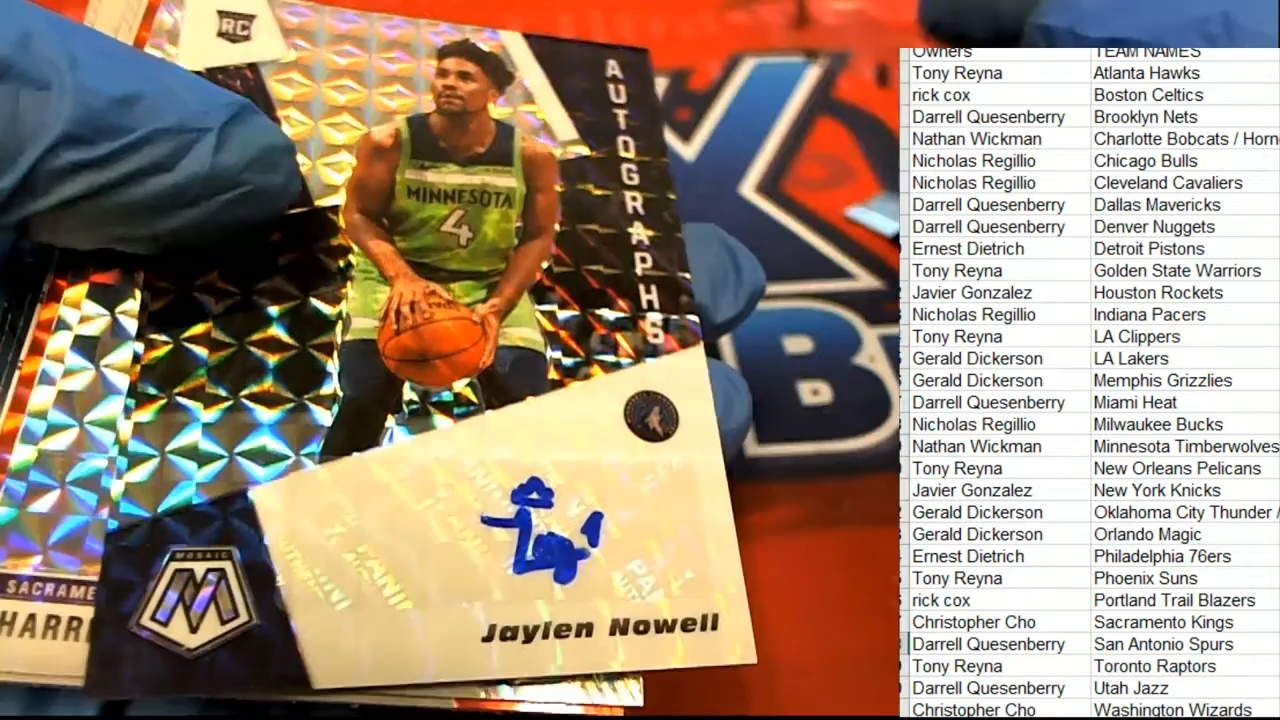 RC
AUTOGRAPHS
MINNESOTA
4
MOSAIC
M
Jaylen Nowell
SACRAME
HARR
B
Owners TEAM NAMES
Tony Reyna Atlanta Hawks
rick cox Boston Celtics
Darrell Quesenberry Brooklyn Nets
Nathan Wickman Charlotte Bobcats / Horn
Nicholas Regillio Chicago Bulls
Nicholas Regillio Cleveland Cavaliers
Darrell Quesenberry Dallas Mavericks
Darrell Quesenberry Denver Nuggets
Ernest Dietrich Detroit Pistons
Tony Reyna Golden State Warriors
Javier Gonzalez Houston Rockets
Nicholas Regillio Indiana Pacers
Tony Reyna LA Clippers
Gerald Dickerson LA Lakers
Gerald Dickerson Memphis Grizzlies
Darrell Quesenberry Miami Heat
Nicholas Regillio Milwaukee Bucks
Nathan Wickman Minnesota Timberwolves
Tony Reyna New Orleans Pelicans
Javier Gonzalez New York Knicks
Gerald Dickerson Oklahoma City Thunder /
Gerald Dickerson Orlando Magic
Ernest Dietrich Philadelphia 76ers
Tony Reyna Phoenix Suns
rick cox Portland Trail Blazers
Christopher Cho Sacramento Kings
Darrell Quesenberry San Antonio Spurs
Tony Reyna Toronto Raptors
Darrell Quesenberry Utah Jazz
Christopher Cho Washington Wizards